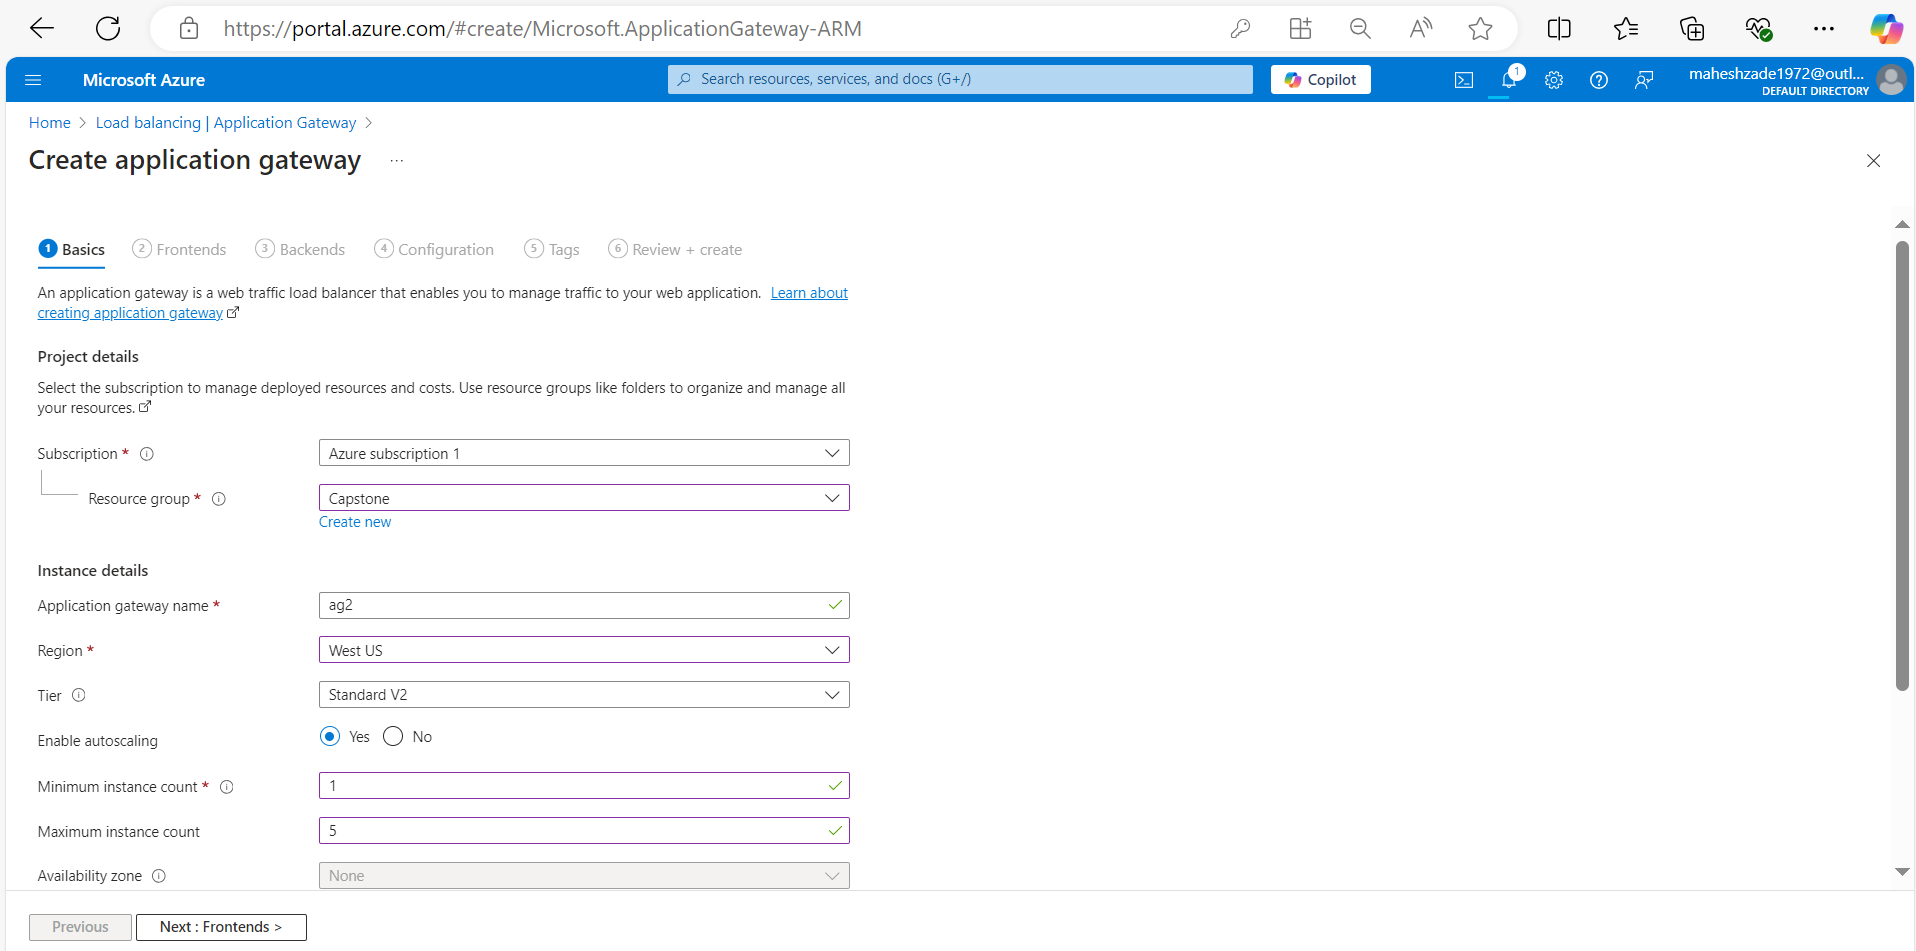 https://portal.azure.com/#create/Microsoft.ApplicationGateway-ARM
Microsoft Azure
Search resources, services, and docs (G+/)
Copilot
1
maheshzade1972@outl...
DEFAULT DIRECTORY
Home > Load balancing | Application Gateway >
Create application gateway ...
1 Basics 2 Frontends 3 Backends 4 Configuration 5 Tags 6 Review + create
An application gateway is a web traffic load balancer that enables you to manage traffic to your web application. Learn about
creating application gateway
Project details
Select the subscription to manage deployed resources and costs. Use resource groups like folders to organize and manage all
your resources.
Subscription * Azure subscription 1
Resource group * Capstone
Create new
Instance details
Application gateway name * ag2
Region * West US
Tier Standard V2
Enable autoscaling Yes No
Minimum instance count * 1
Maximum instance count 5
Availability zone None
Previous Next : Frontends >